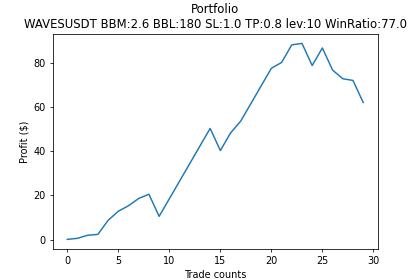 Portfolio
WAVESUSDT BBM:2.6 BBL:180 SL:1.0 TP:0.8 lev:10 WinRatio:77.0
80
60
40
20
0
Profit ($)
0 5 10 15 20 25 30
Trade counts